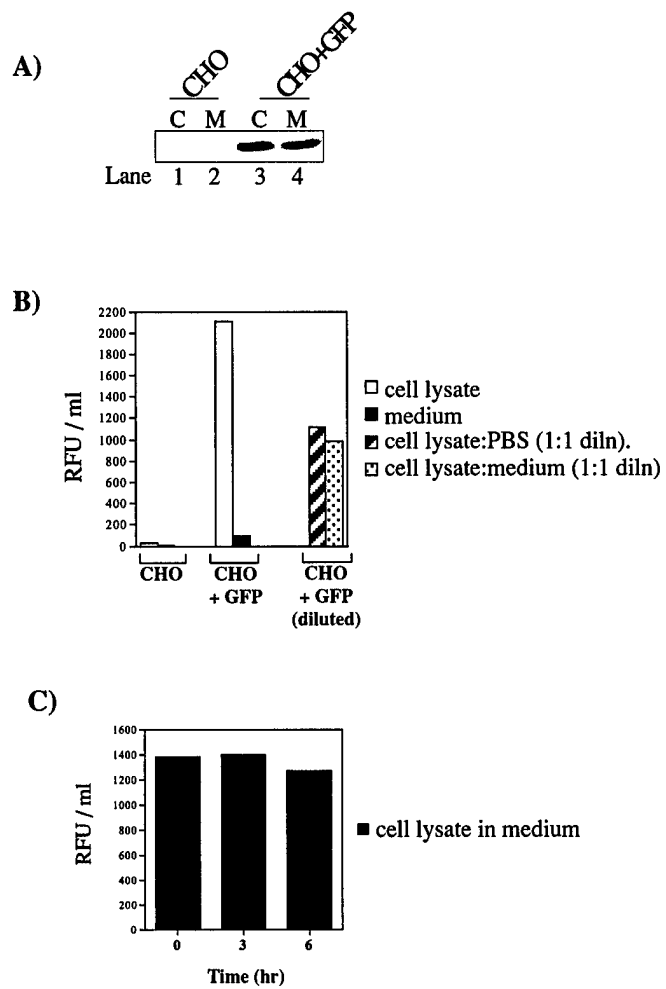 A)
CHO CHO+GFP
C M C M
Lane 1 2 3 4
B)
RFU / ml
2200
2000
1800
1600
1400
1200
1000
800
600
400
200
0
CHO CHO CHO
+ GFP + GFP
(diluted)
cell lysate
medium
cell lysate:PBS (1:1 diln).
cell lysate:medium (1:1 diln)
C)
RFU / ml
1600
1400
1200
1000
800
600
400
200
0
0 3 6
Time (hr)
cell lysate in medium